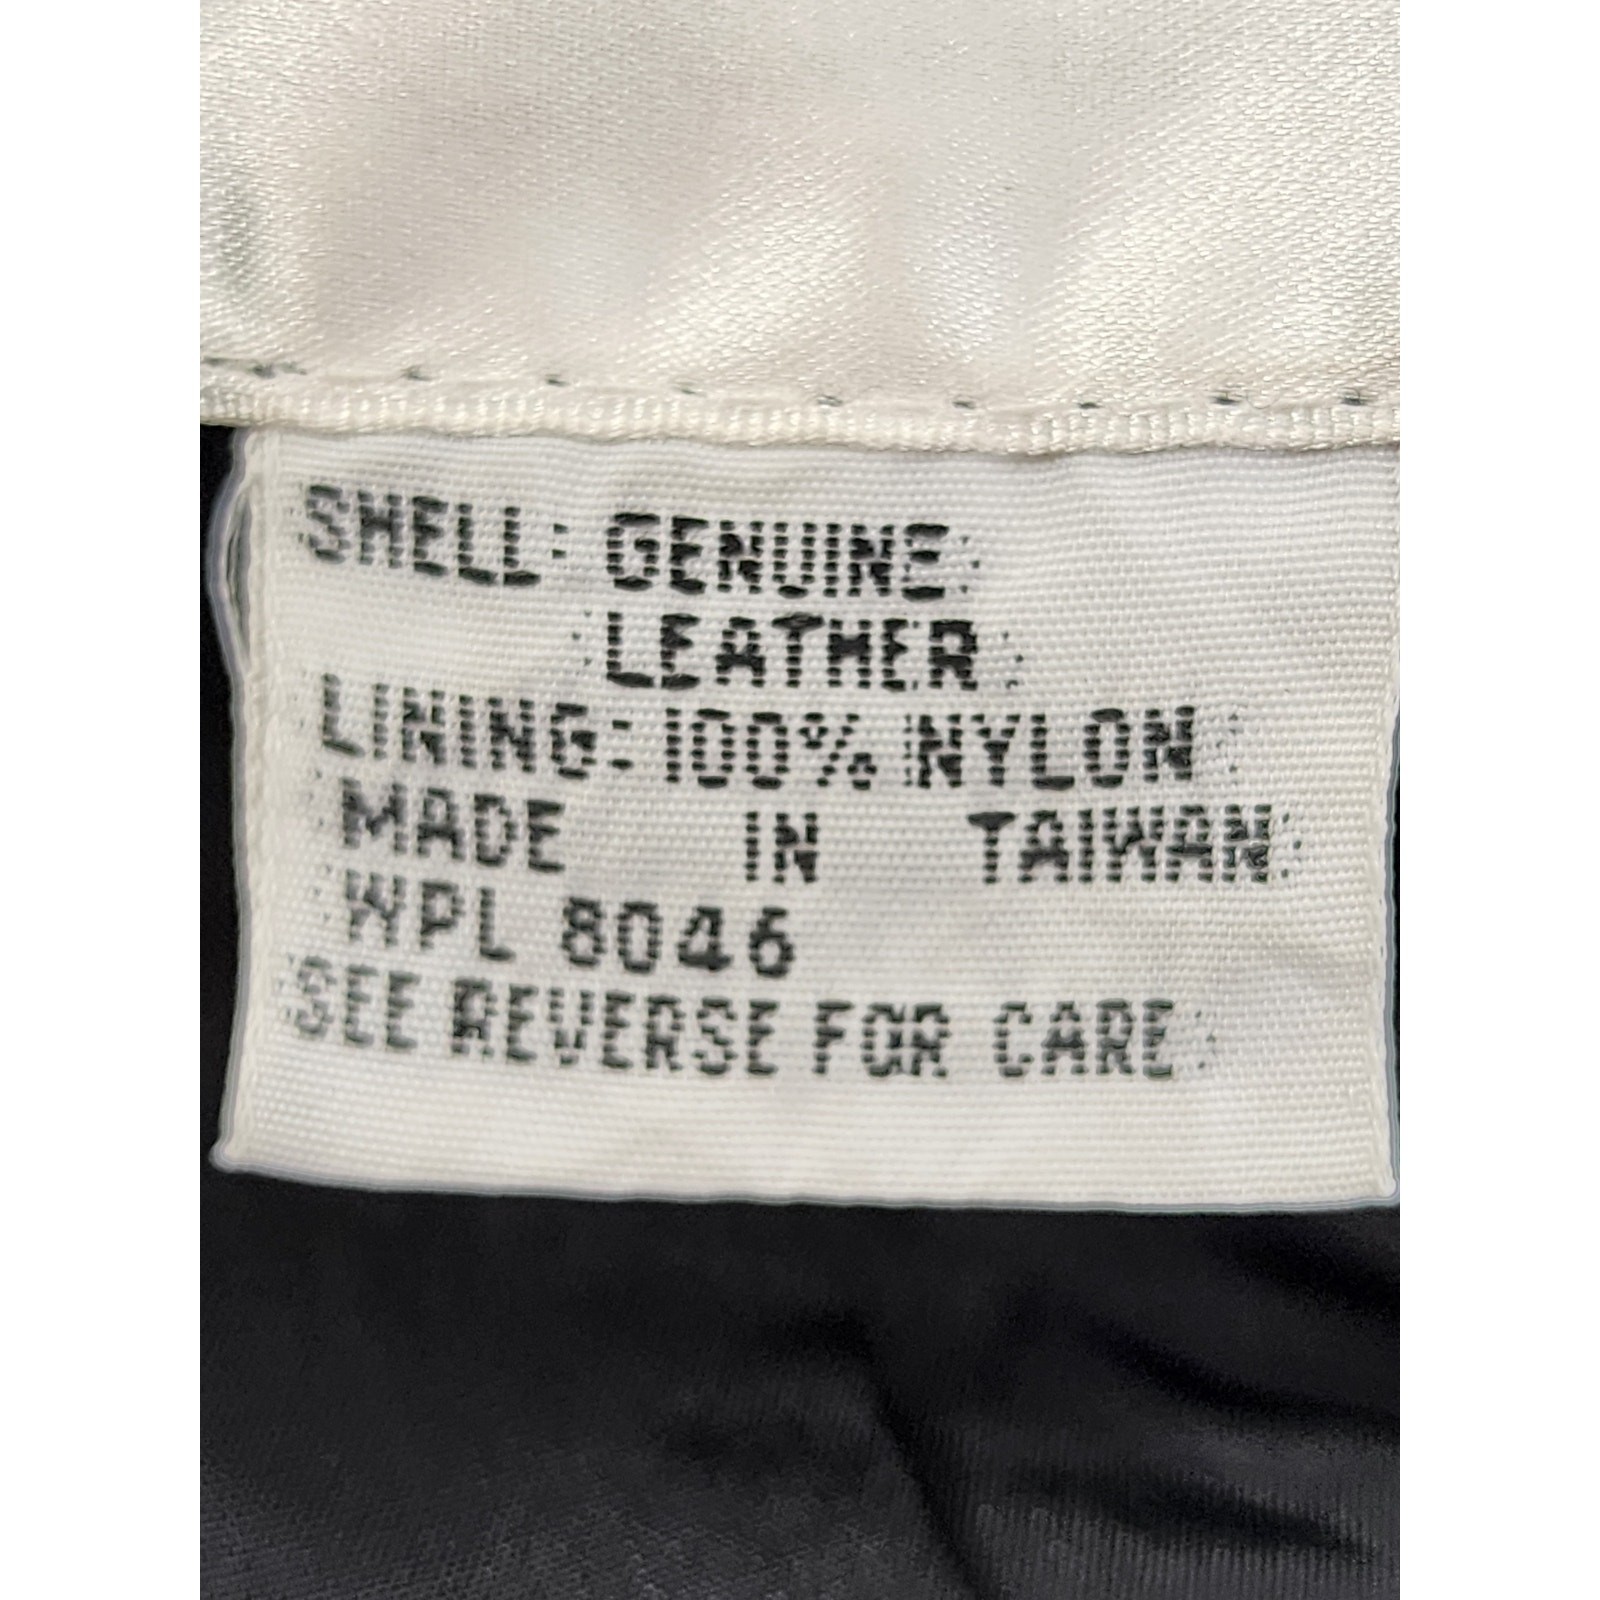 SHELL: GENUINE
LEATHER
LINING: 100% NYLON
MADE IN TAIWAN
WPL 8046
SEE REVERSE FOR CARE